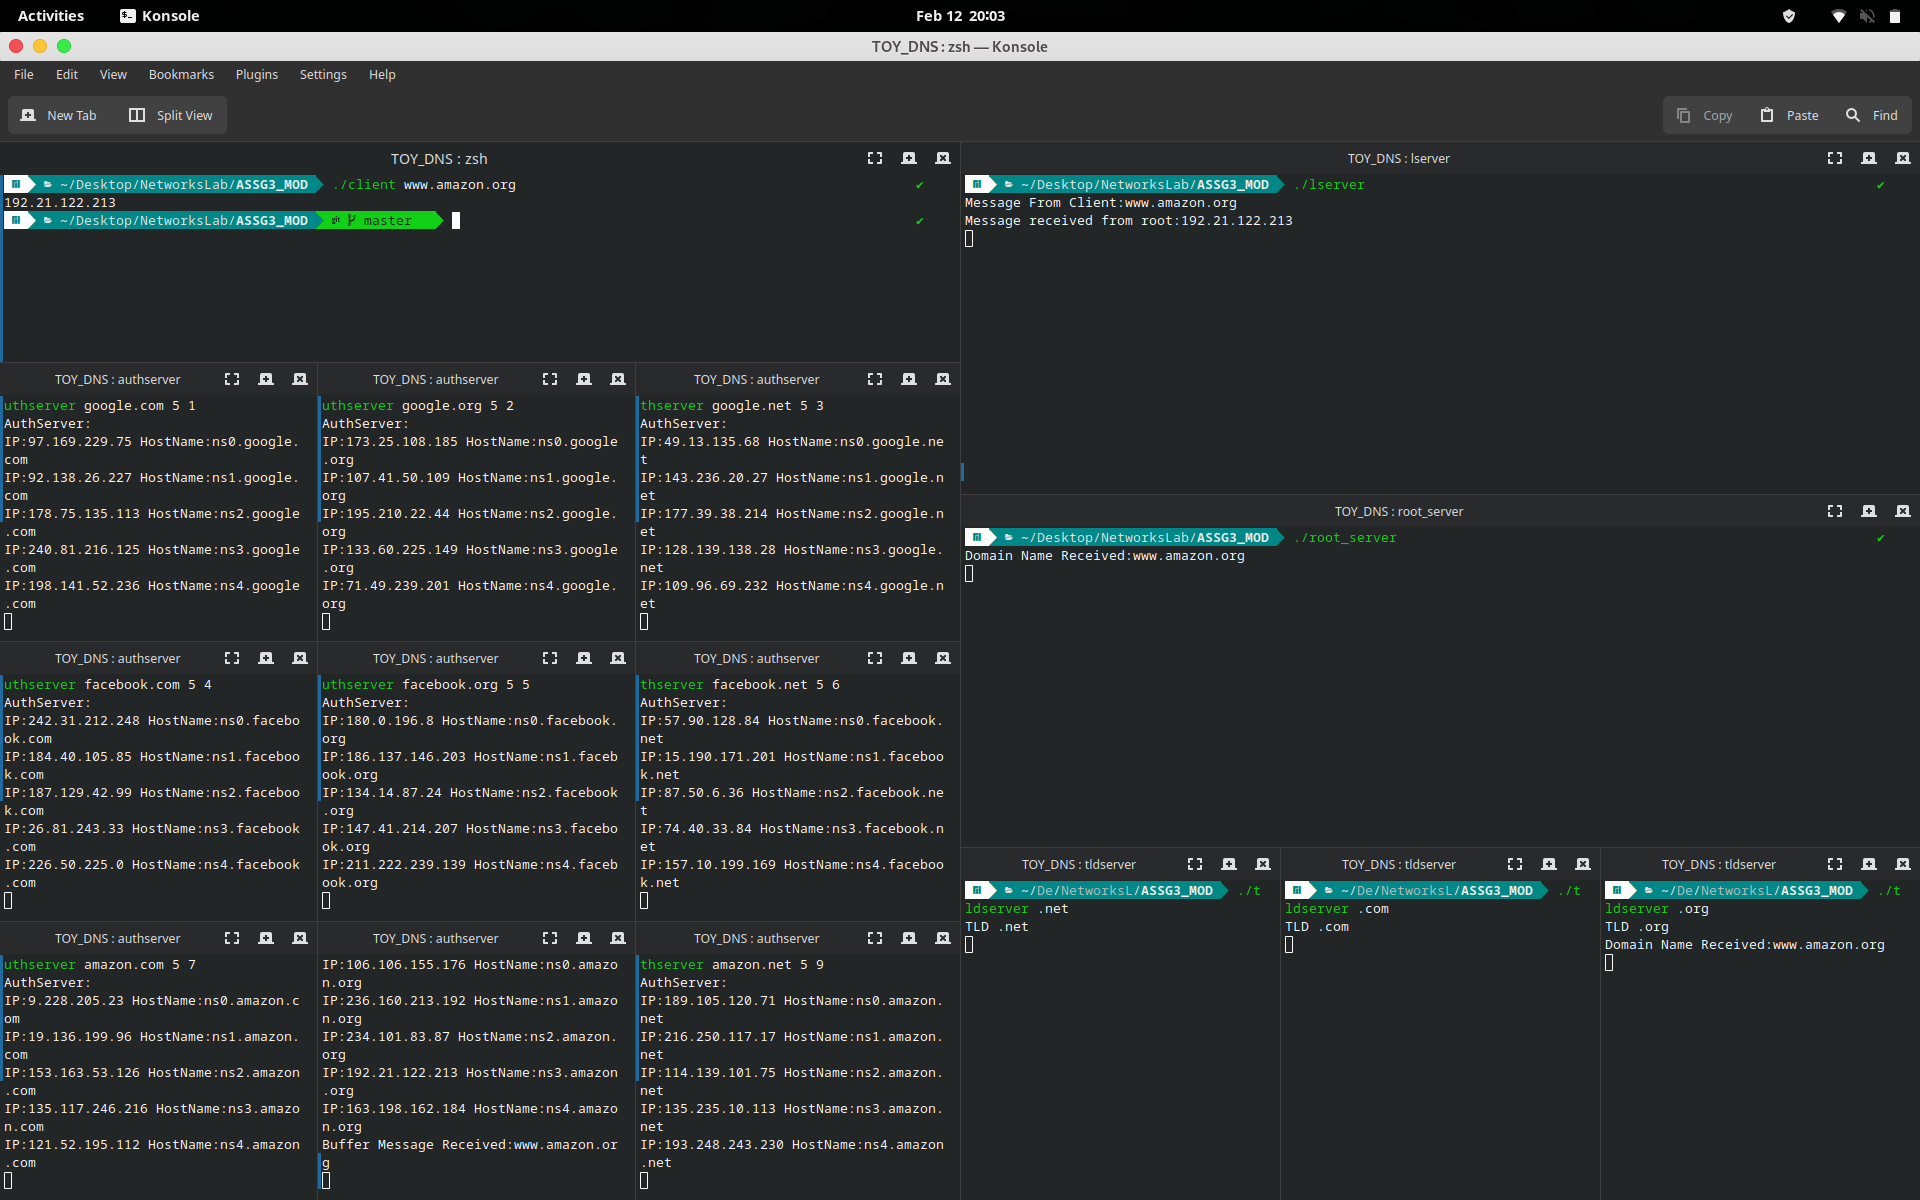 Activities
Konsole
Feb 12 20:03
TOY_DNS : zsh — Konsole
File Edit View Bookmarks Plugins Settings Help
New Tab Split View
Copy Paste Find
TOY_DNS : zsh
~/Desktop/NetworksLab/ASSG3_MOD ./client www.amazon.org ✔
192.21.122.213
~/Desktop/NetworksLab/ASSG3_MOD git master ✔
TOY_DNS : lserver
~/Desktop/NetworksLab/ASSG3_MOD ./lserver ✔
Message From Client:www.amazon.org
Message received from root:192.21.122.213
TOY_DNS : authserver
uthserver google.com 5 1
AuthServer:
IP:97.169.229.75 HostName:ns0.google.
com
IP:92.138.26.227 HostName:ns1.google.
com
IP:178.75.135.113 HostName:ns2.google
.com
IP:240.81.216.125 HostName:ns3.google
.com
IP:198.141.52.236 HostName:ns4.google
.com
TOY_DNS : authserver
uthserver google.org 5 2
AuthServer:
IP:173.25.108.185 HostName:ns0.google
.org
IP:107.41.50.109 HostName:ns1.google.
org
IP:195.210.22.44 HostName:ns2.google.
org
IP:133.60.225.149 HostName:ns3.google
.org
IP:71.49.239.201 HostName:ns4.google.
org
TOY_DNS : authserver
thserver google.net 5 3
AuthServer:
IP:49.13.135.68 HostName:ns0.google.ne
t
IP:143.236.20.27 HostName:ns1.google.n
et
IP:177.39.38.214 HostName:ns2.google.n
et
IP:128.139.138.28 HostName:ns3.google.
net
IP:109.96.69.232 HostName:ns4.google.n
et
TOY_DNS : root_server
~/Desktop/NetworksLab/ASSG3_MOD ./root_server ✔
Domain Name Received:www.amazon.org
TOY_DNS : authserver
uthserver facebook.com 5 4
AuthServer:
IP:242.31.212.248 HostName:ns0.facebo
ok.com
IP:184.40.105.85 HostName:ns1.faceboo
k.com
IP:187.129.42.99 HostName:ns2.faceboo
k.com
IP:26.81.243.33 HostName:ns3.facebook
.com
IP:226.50.225.0 HostName:ns4.facebook
.com
TOY_DNS : authserver
uthserver facebook.org 5 5
AuthServer:
IP:180.0.196.8 HostName:ns0.facebook.
org
IP:186.137.146.203 HostName:ns1.faceb
ook.org
IP:134.14.87.24 HostName:ns2.facebook
.org
IP:147.41.214.207 HostName:ns3.facebo
ok.org
IP:211.222.239.139 HostName:ns4.faceb
ook.org
TOY_DNS : authserver
thserver facebook.net 5 6
AuthServer:
IP:57.90.128.84 HostName:ns0.facebook.
net
IP:15.190.171.201 HostName:ns1.faceboo
k.net
IP:87.50.6.36 HostName:ns2.facebook.ne
t
IP:74.40.33.84 HostName:ns3.facebook.n
et
IP:157.10.199.169 HostName:ns4.faceboo
k.net
TOY_DNS : tldserver
~/De/NetworksL/ASSG3_MOD ./t
ldserver .net
TLD .net
TOY_DNS : tldserver
~/De/NetworksL/ASSG3_MOD ./t
ldserver .com
TLD .com
TOY_DNS : tldserver
~/De/NetworksL/ASSG3_MOD ./t
ldserver .org
TLD .org
Domain Name Received:www.amazon.org
TOY_DNS : authserver
uthserver amazon.com 5 7
AuthServer:
IP:9.228.205.23 HostName:ns0.amazon.c
om
IP:19.136.199.96 HostName:ns1.amazon.
com
IP:153.163.53.126 HostName:ns2.amazon
.com
IP:135.117.246.216 HostName:ns3.amazo
n.com
IP:121.52.195.112 HostName:ns4.amazon
.com
TOY_DNS : authserver
IP:106.106.155.176 HostName:ns0.amazo
n.org
IP:236.160.213.192 HostName:ns1.amazo
n.org
IP:234.101.83.87 HostName:ns2.amazon.
org
IP:192.21.122.213 HostName:ns3.amazon
.org
IP:163.198.162.184 HostName:ns4.amazo
n.org
Buffer Message Received:www.amazon.or
g
TOY_DNS : authserver
thserver amazon.net 5 9
AuthServer:
IP:189.105.120.71 HostName:ns0.amazon.
net
IP:216.250.117.17 HostName:ns1.amazon.
net
IP:114.139.101.75 HostName:ns2.amazon.
net
IP:135.235.10.113 HostName:ns3.amazon.
net
IP:193.248.243.230 HostName:ns4.amazon
.net